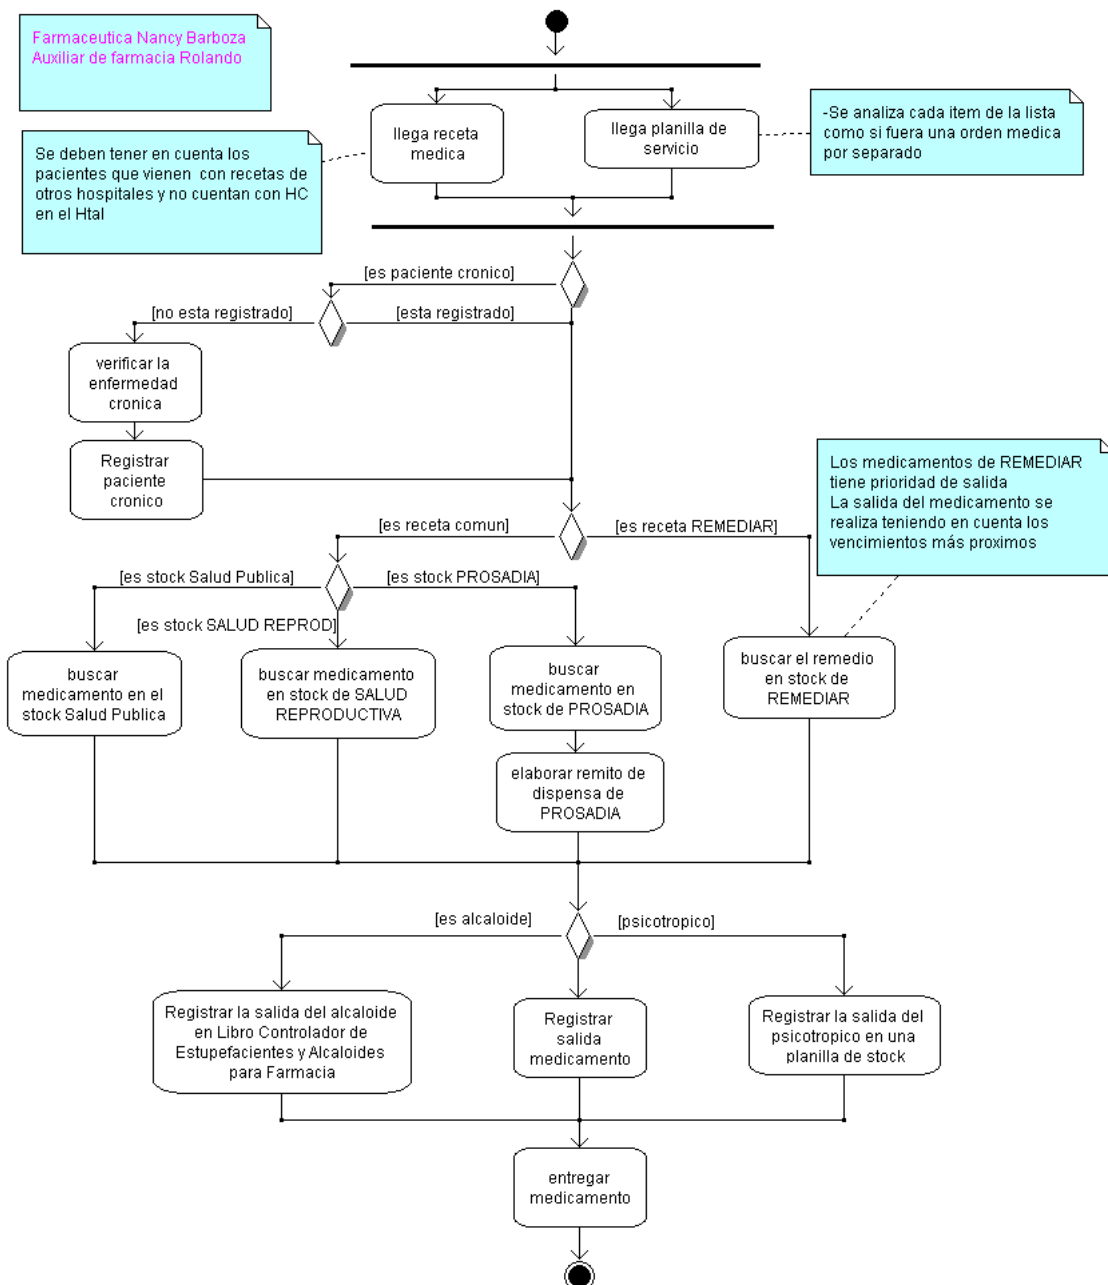 Farmaceutica Nancy Barboza
Auxiliar de farmacia Rolando
llega receta
medica
llega planilla de
servicio
-Se analiza cada item de la lista
como si fuera una orden medica
por separado
Se deben tener en cuenta los
pacientes que vienen  con recetas de
otros hospitales y no cuentan con HC
en el Htal
[es paciente cronico]
[no esta registrado]
[esta registrado]
verificar la
enfermedad
cronica
Registrar
paciente
cronico
Los medicamentos de REMEDIAR
tiene prioridad de salida
La salida del medicamento se
realiza teniendo en cuenta los
vencimientos más proximos
[es receta comun]
[es receta REMEDIAR]
[es stock Salud Publica]
[es stock PROSADIA]
[es stock SALUD REPROD]
buscar
medicamento en el
stock Salud Publica
buscar medicamento
en stock de SALUD
REPRODUCTIVA
buscar
medicamento en
stock de PROSADIA
buscar el remedio
en stock de
REMEDIAR
elaborar remito de
dispensa de
PROSADIA
[es alcaloide]
[psicotropico]
Registrar la salida del alcaloide
en Libro Controlador de
Estupefacientes y Alcaloides
para Farmacia
Registrar
salida
medicamento
Registrar la salida del
psicotropico en una
planilla de stock
entregar
medicamento